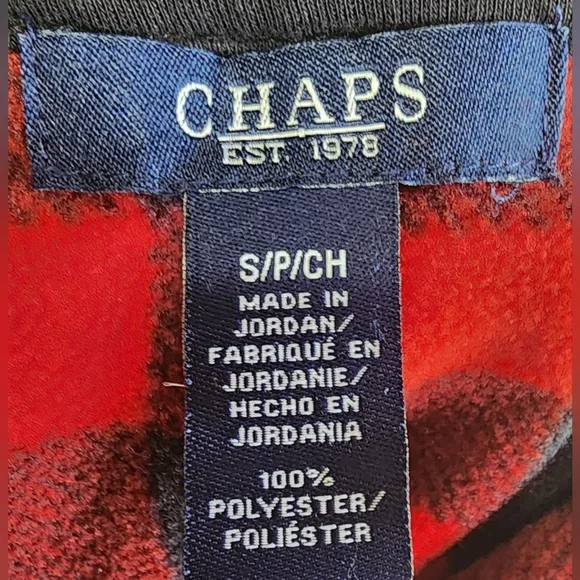 CHAPS
EST. 1978
S/P/CH
MADE IN
JORDAN/
FABRIQUÉ EN
JORDANIE/
HECHO EN
JORDANIA
100%
POLYESTER/
POLIÉSTER